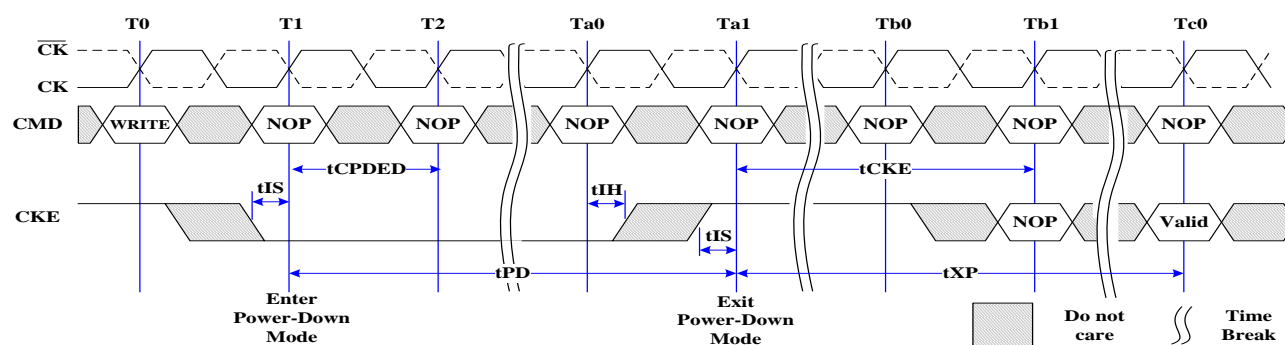 T0 T1 T2 Ta0 Ta1 Tb0 Tb1 Tc0
CK
CK
CMD WRITE NOP NOP NOP NOP NOP NOP NOP
tCPDED tCKE
tIS tIH
CKE NOP Valid
tIS
tPD tXP
Enter Exit
Power-Down Power-Down Do not Time
Mode Mode care Break